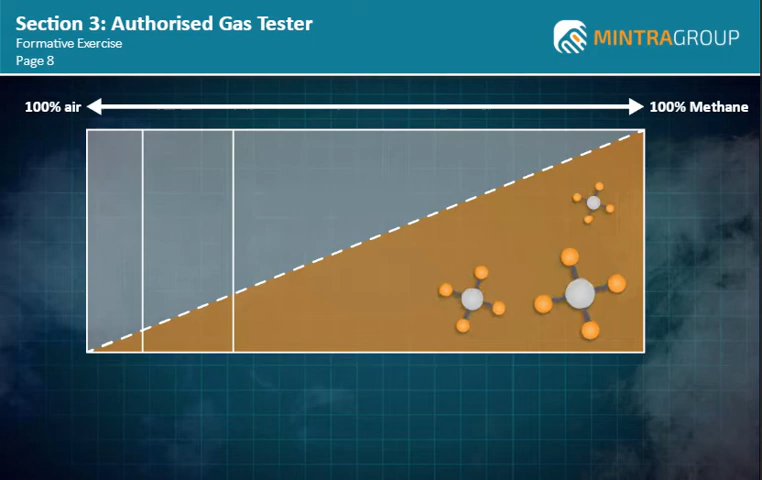 Section 3: Authorised Gas Tester
Formative Exercise
Page 8
MINTRAGROUP
100% air
100% Methane